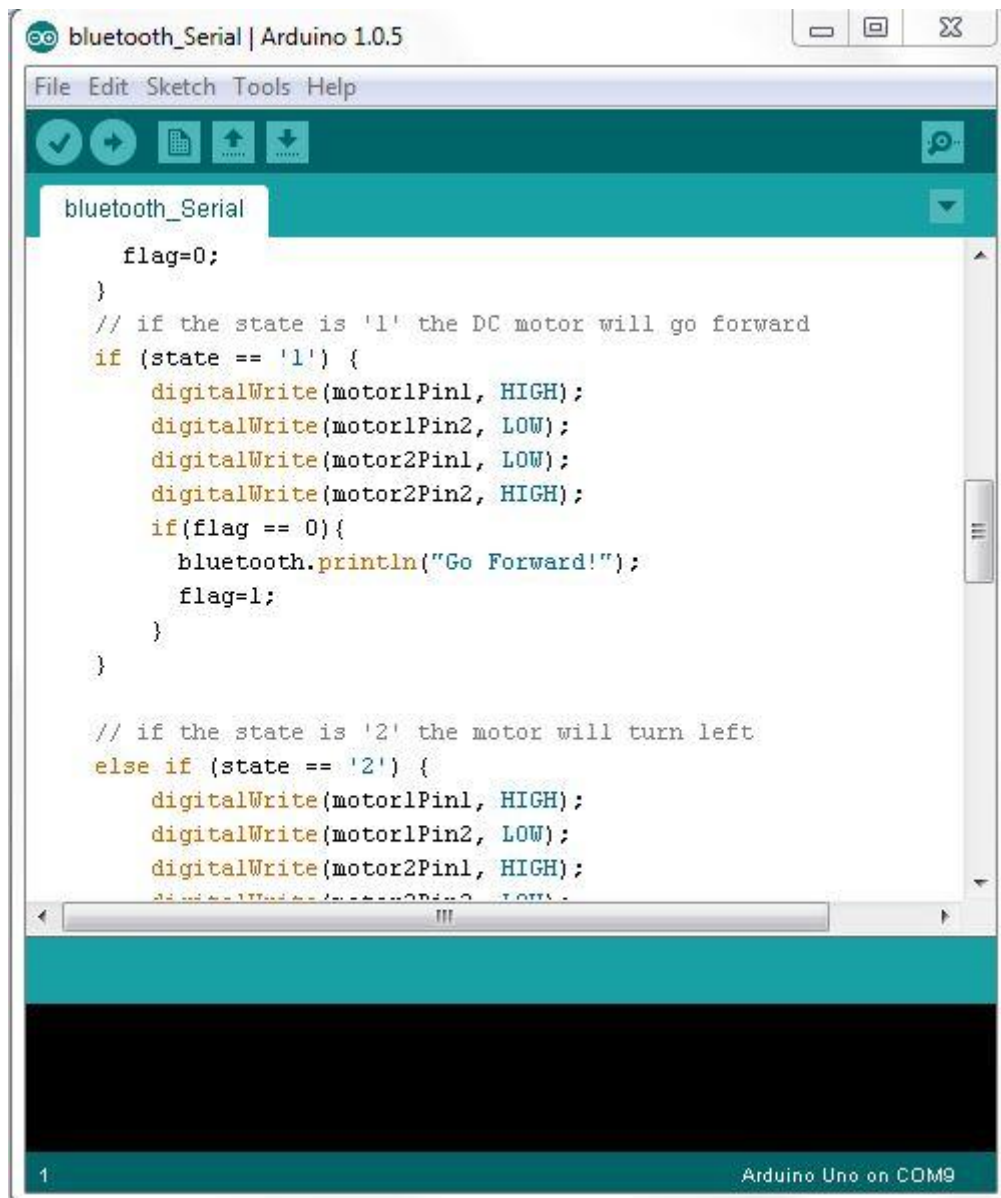 bluetooth_Serial | Arduino 1.0.5
File Edit Sketch Tools Help
bluetooth_Serial
flag=0;
}
// if the state is '1' the DC motor will go forward
if (state == '1') {
digitalWrite(motor1Pin1, HIGH);
digitalWrite(motor1Pin2, LOW);
digitalWrite(motor2Pin1, LOW);
digitalWrite(motor2Pin2, HIGH);
if(flag == 0){
bluetooth.println("Go Forward!");
flag=1;
}
}
// if the state is '2' the motor will turn left
else if (state == '2') {
digitalWrite(motor1Pin1, HIGH);
digitalWrite(motor1Pin2, LOW);
digitalWrite(motor2Pin1, HIGH);
1
Arduino Uno on COM9